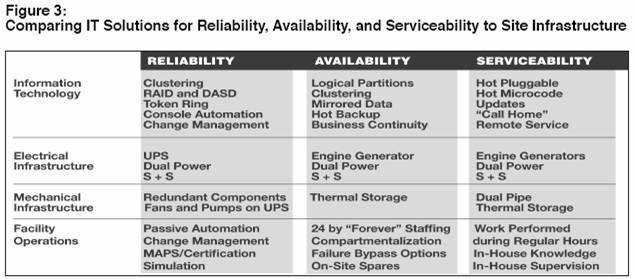 Figure 3:
Comparing IT Solutions for Reliability, Availability, and Serviceability to Site Infrastructure
RELIABILITY AVAILABILITY SERVICEABILITY
Information Clustering Logical Partitions Hot Pluggable
Technology RAID and DASD Clustering Hot Microcode
Token Ring Mirrored Data Updates
Console Automation Hot Backup “Call Home”
Change Management Business Continuity Remote Service
Electrical UPS Engine Generator Engine Generators
Infrastructure Dual Power Dual Power Dual Power
S + S S + S S + S
Mechanical Redundant Components Thermal Storage Dual Pipe
Infrastructure Fans and Pumps on UPS Thermal Storage
Facility Passive Automation 24 by “Forever” Staffing Work Performed
Operations Change Management Compartmentalization during Regular Hours
MAPS/Certification Failure Bypass Options In-House Knowledge
Simulation On-Site Spares In-House Supervision